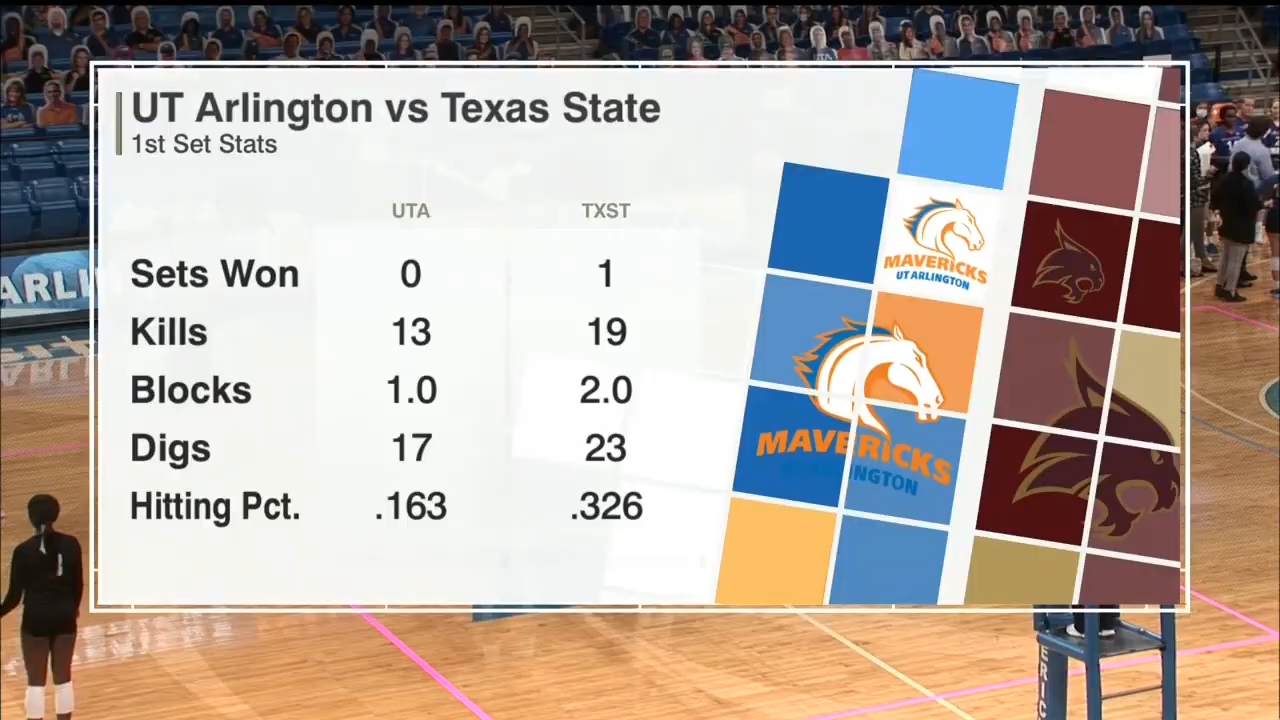 UT Arlington vs Texas State
1st Set Stats
UTA TXST
Sets Won 0 1
Kills 13 19
Blocks 1.0 2.0
Digs 17 23
Hitting Pct. .163 .326
MAVERICKS
UT ARLINGTON
MAVERICKS
ARLI
1